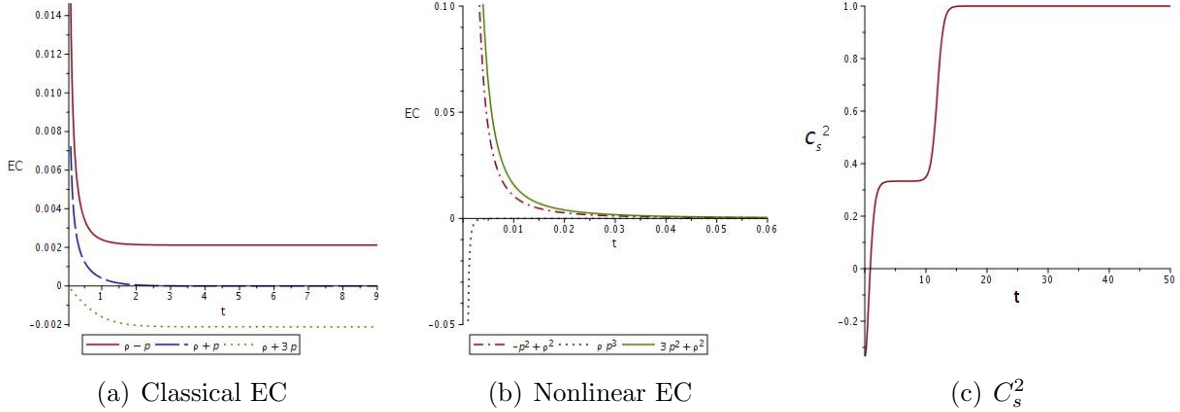 0.014
0.012
0.010
0.008
EC
0.006
0.004
0.002
0
1 2 3 4 5 6 7 8 9
t
−0.002
ρ − p ρ + p ρ + 3 p
(a) Classical EC
0.10
EC
0.05
0
0.01 0.02 0.03 0.04 0.05 0.06
t
−0.05
−p² + ρ² ρ p³ 3 p² + ρ²
(b) Nonlinear EC
1.0
0.8
0.6
C_s²
0.4
0.2
0
10 20 30 40 50
t
−0.2
(c) C_s²